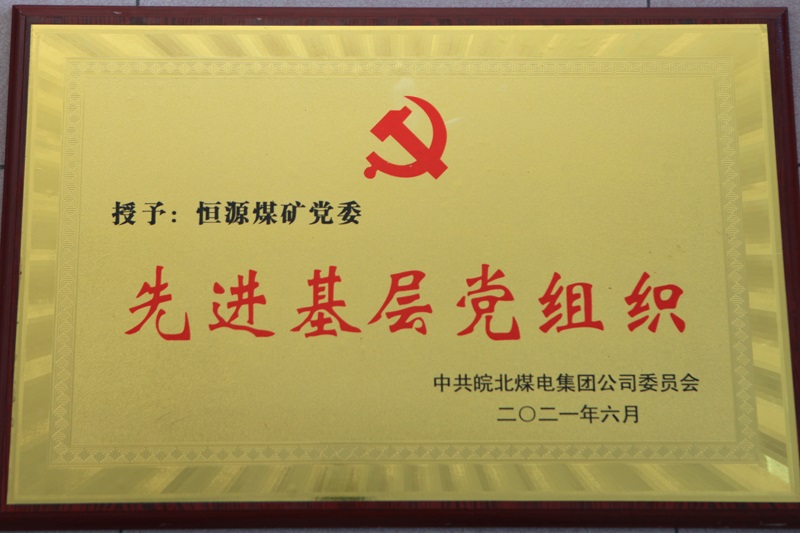 授予：恒源煤矿党委
先进基层党组织
中共皖北煤电集团公司委员会
二〇二一年六月